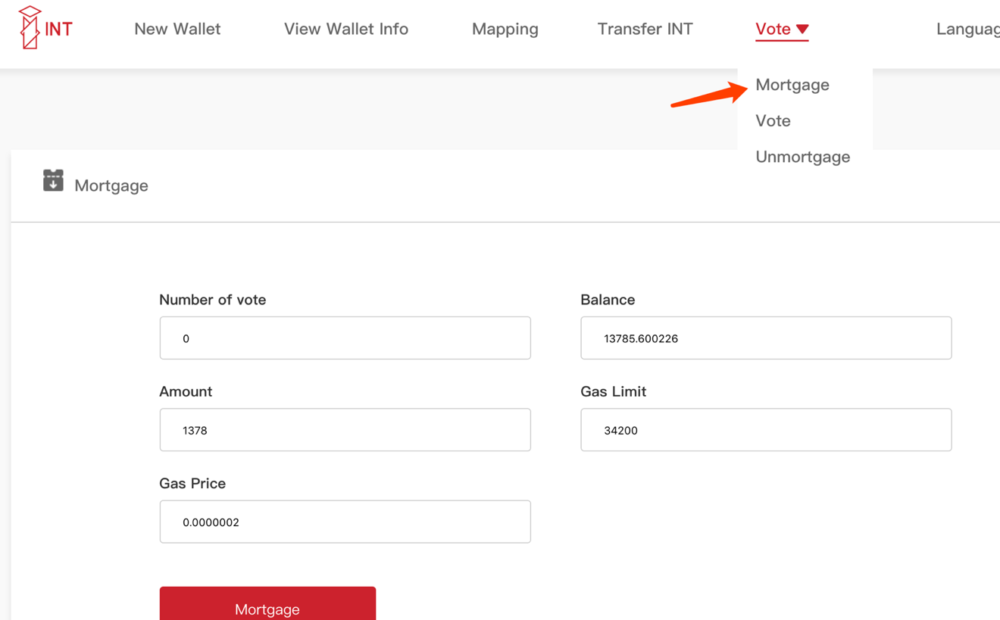 INT New Wallet View Wallet Info Mapping Transfer INT Vote Languag
Mortgage
Vote
Unmortgage
Mortgage
Number of vote Balance
0 13785.600226
Amount Gas Limit
1378 34200
Gas Price
0.0000002
Mortgage